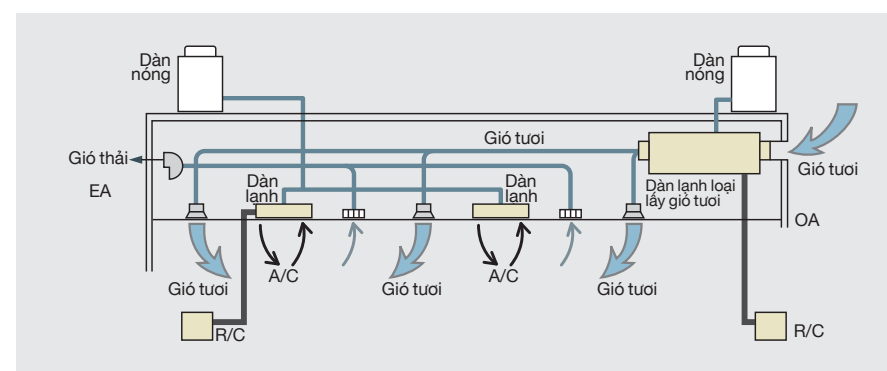 Dàn
nóng
Dàn
nóng
Gió tươi
Gió thải
EA
Gió tươi
Dàn
lạnh
Dàn
lạnh
Dàn lạnh loại
lấy gió tươi
OA
Gió tươi
A/C
Gió tươi
A/C
Gió tươi
R/C
R/C